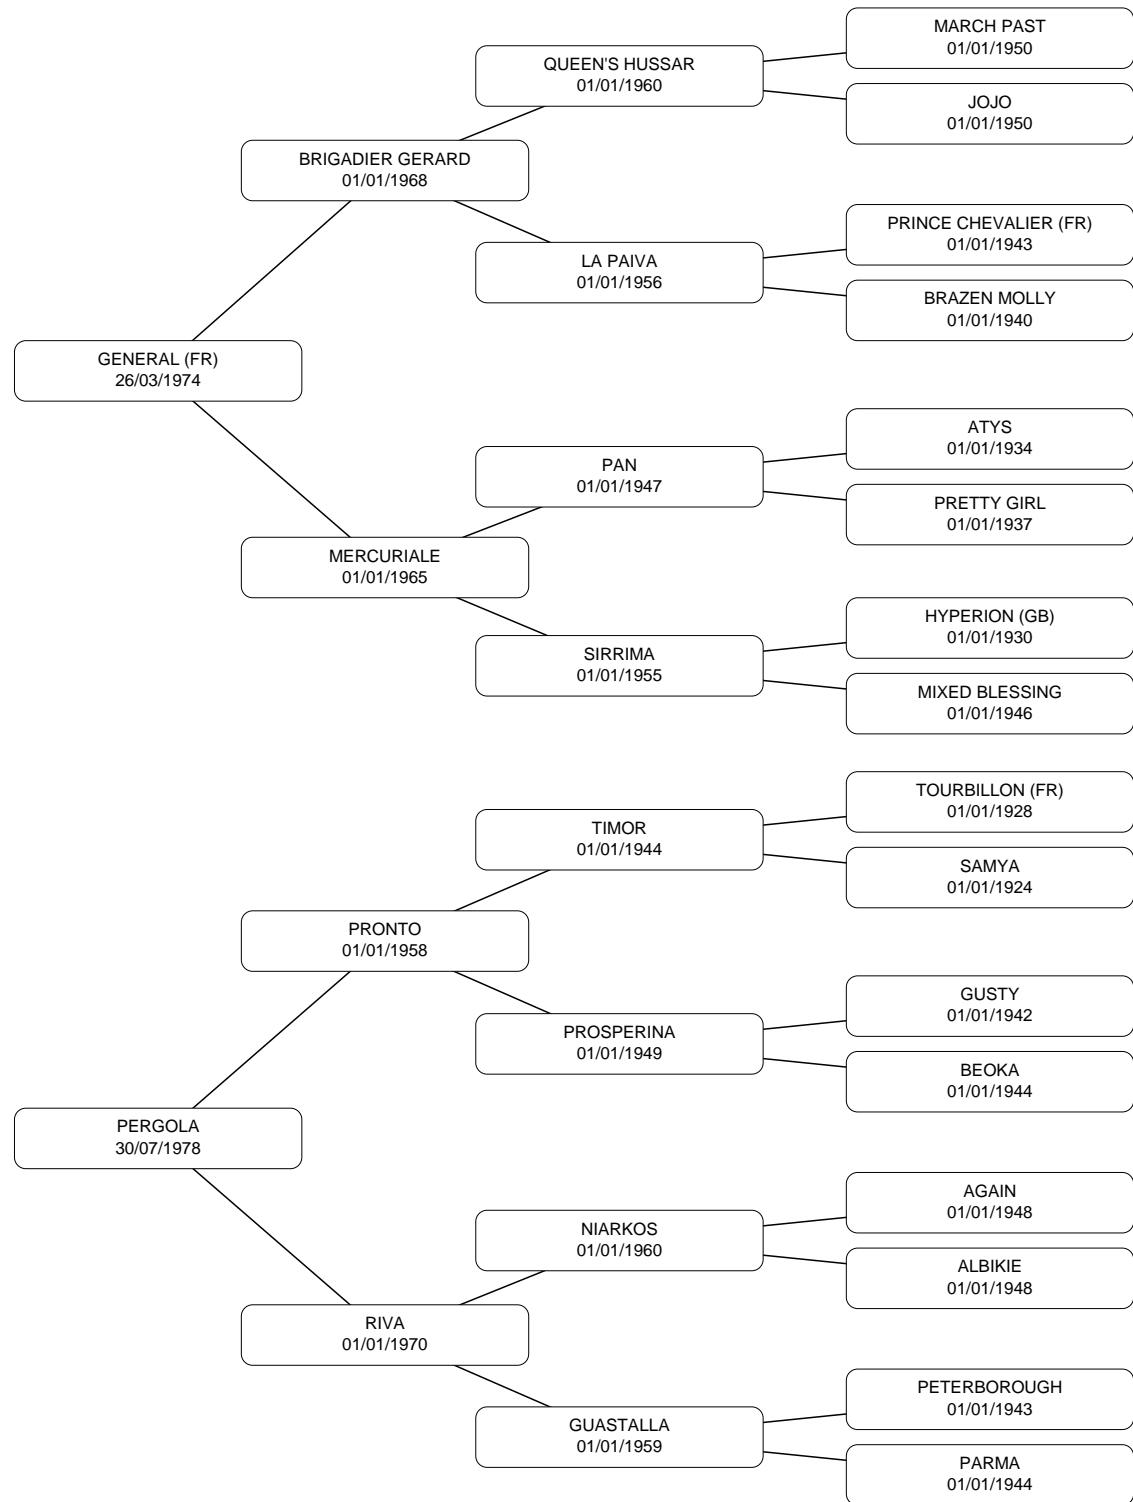 MARCH PAST
01/01/1950
QUEEN'S HUSSAR
01/01/1960
JOJO
01/01/1950
BRIGADIER GERARD
01/01/1968
PRINCE CHEVALIER (FR)
01/01/1943
LA PAIVA
01/01/1956
BRAZEN MOLLY
01/01/1940
GENERAL (FR)
26/03/1974
ATYS
01/01/1934
PAN
01/01/1947
PRETTY GIRL
01/01/1937
MERCURIALE
01/01/1965
HYPERION (GB)
01/01/1930
SIRRIMA
01/01/1955
MIXED BLESSING
01/01/1946
TOURBILLON (FR)
01/01/1928
TIMOR
01/01/1944
SAMYA
01/01/1924
PRONTO
01/01/1958
GUSTY
01/01/1942
PROSPERINA
01/01/1949
BEOKA
01/01/1944
PERGOLA
30/07/1978
AGAIN
01/01/1948
NIARKOS
01/01/1960
ALBIKIE
01/01/1948
RIVA
01/01/1970
PETERBOROUGH
01/01/1943
GUASTALLA
01/01/1959
PARMA
01/01/1944